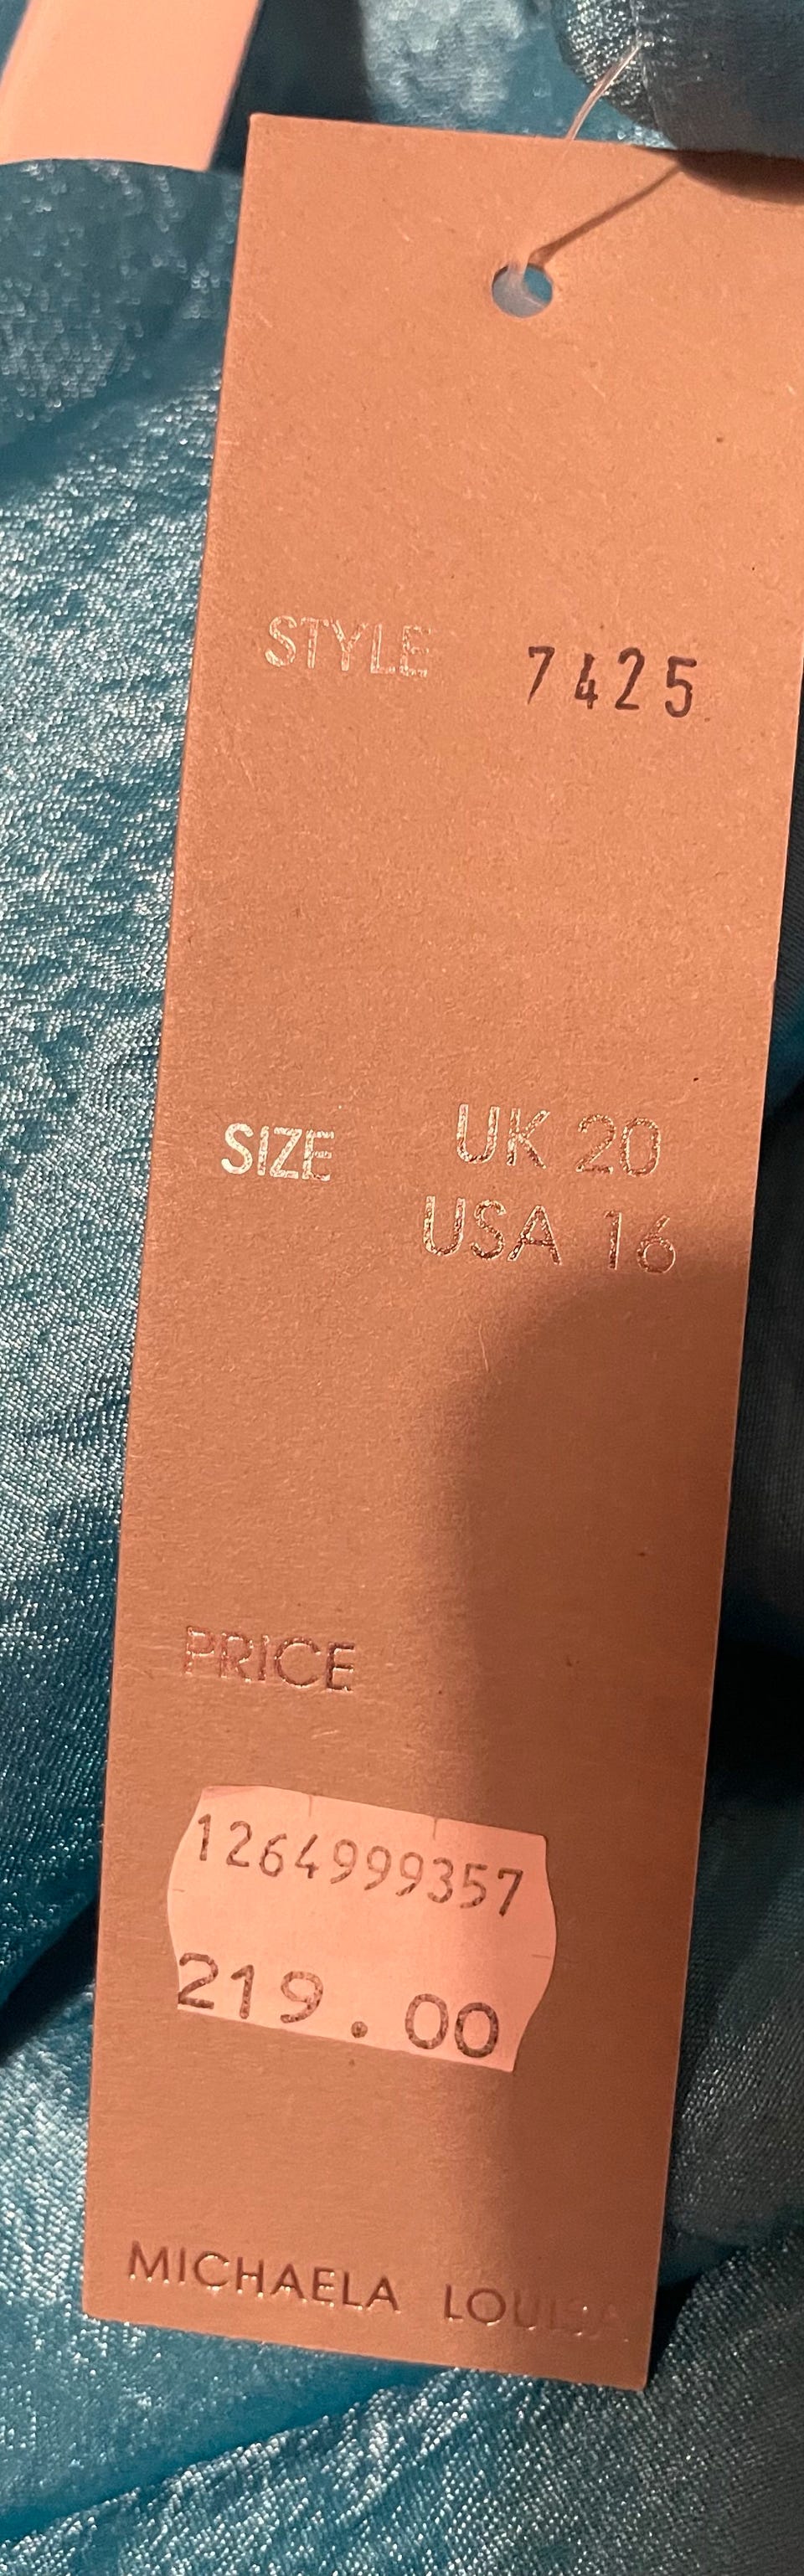 STYLE 7425
SIZE UK 20
USA 16
PRICE
1264999357
219.00
MICHAELA LOUISA